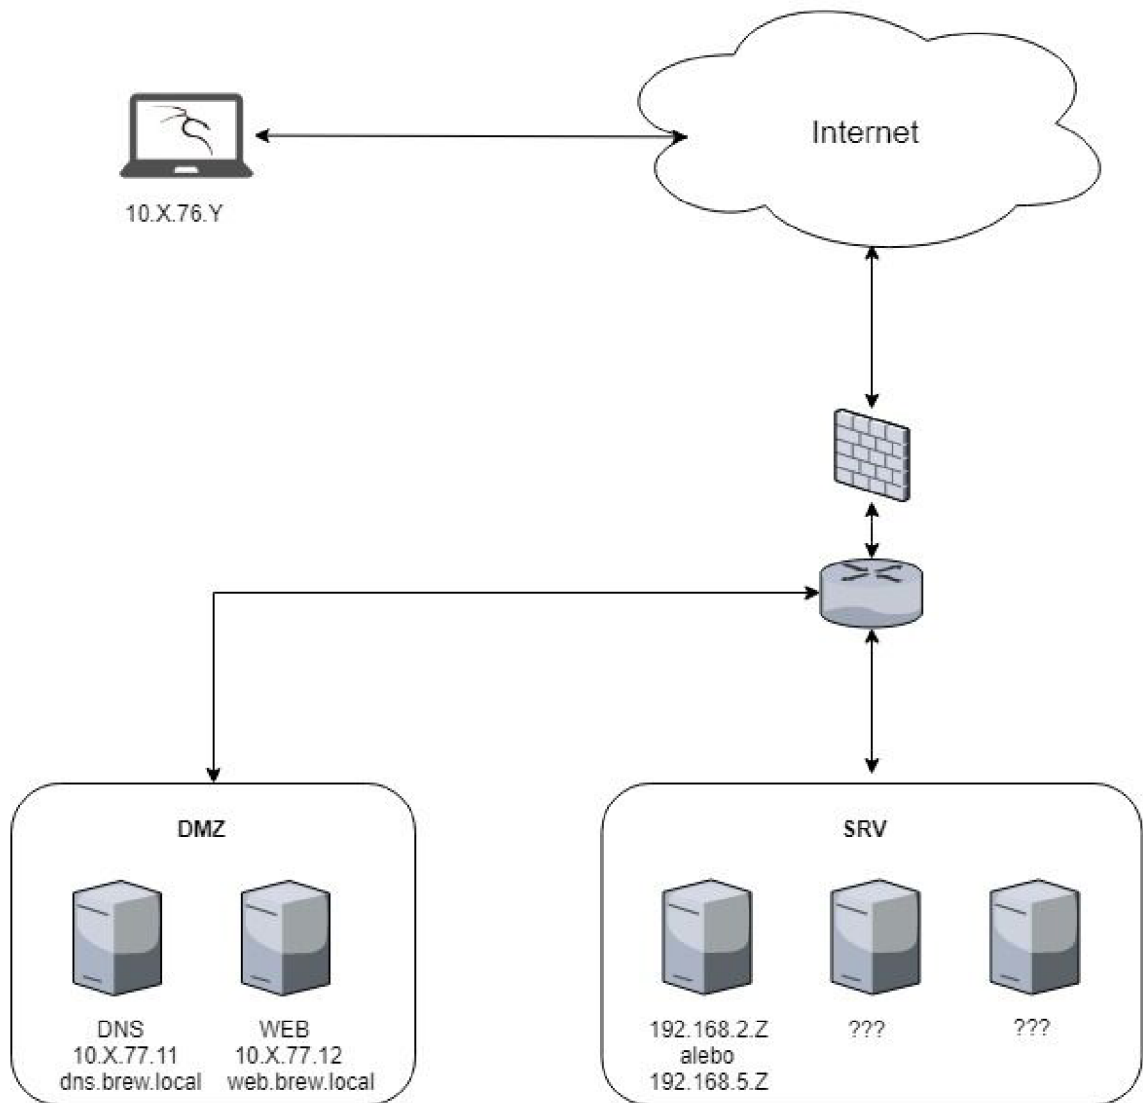 Internet
10.X.76.Y
DMZ
SRV
DNS
10.X.77.11
dns.brew.local
WEB
10.X.77.12
web.brew.local
192.168.2.Z
alebo
192.168.5.Z
???
???